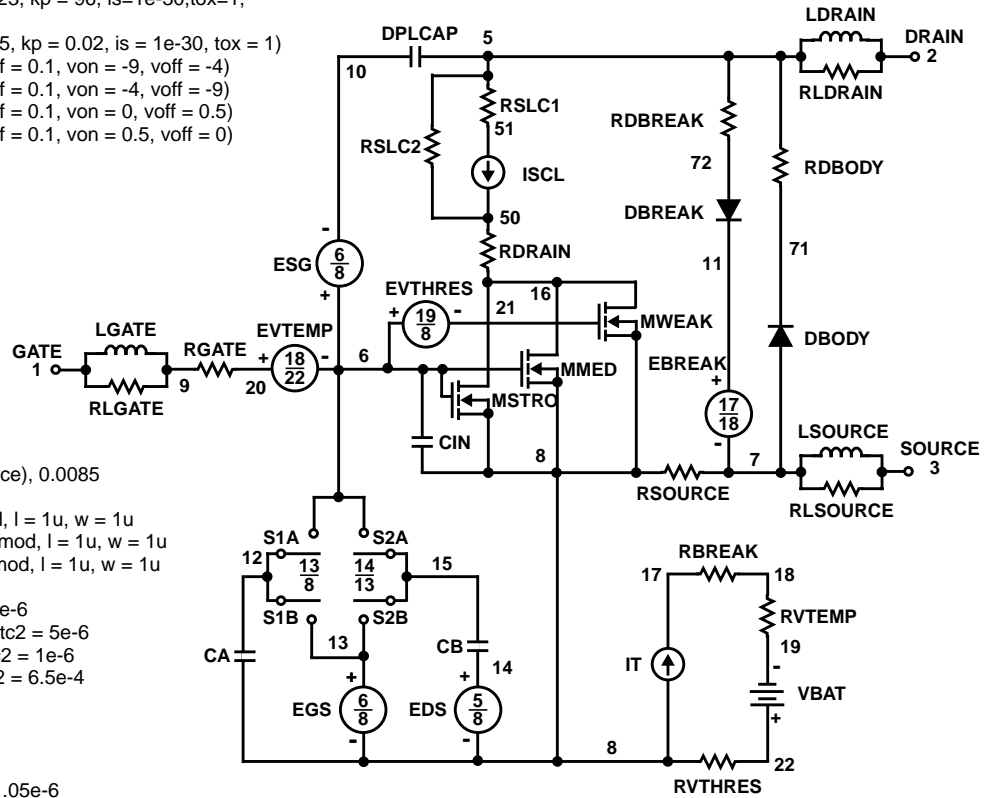 25, kp = 96, is=1e-30,tox=1,
5, kp = 0.02, is = 1e-30, tox = 1)
f = 0.1, von = -9, voff = -4)
f = 0.1, von = -4, voff = -9)
f = 0.1, von = 0, voff = 0.5)
f = 0.1, von = 0.5, voff = 0)
LDRAIN
DRAIN
2
RLDRAIN
DPLCAP
5
10
RSLC1
51
RSLC2
ISCL
50
RDRAIN
RDBREAK
72
RDBODY
DBREAK
71
11
ESG
-
6
8
+
EVTHRES
+
19
8
-
21
16
MWEAK
LGATE
GATE
1
RLGATE
9
RGATE
20
EVTEMP
+
18
22
-
6
MMED
MSTRO
EBREAK
+
17
18
-
DBODY
CIN
8
RSOURCE
7
LSOURCE
SOURCE
3
RLSOURCE
ce), 0.0085
, l = 1u, w = 1u
mod, l = 1u, w = 1u
mod, l = 1u, w = 1u
e-6
tc2 = 5e-6
2 = 1e-6
2 = 6.5e-4
.05e-6
S1A
S2A
12
13
8
14
13
15
S1B
S2B
13
CA
CB
14
+
EGS
6
8
-
+
EDS
5
8
-
8
17
RBREAK
18
RVTEMP
19
IT
-
VBAT
+
22
RVTHRES